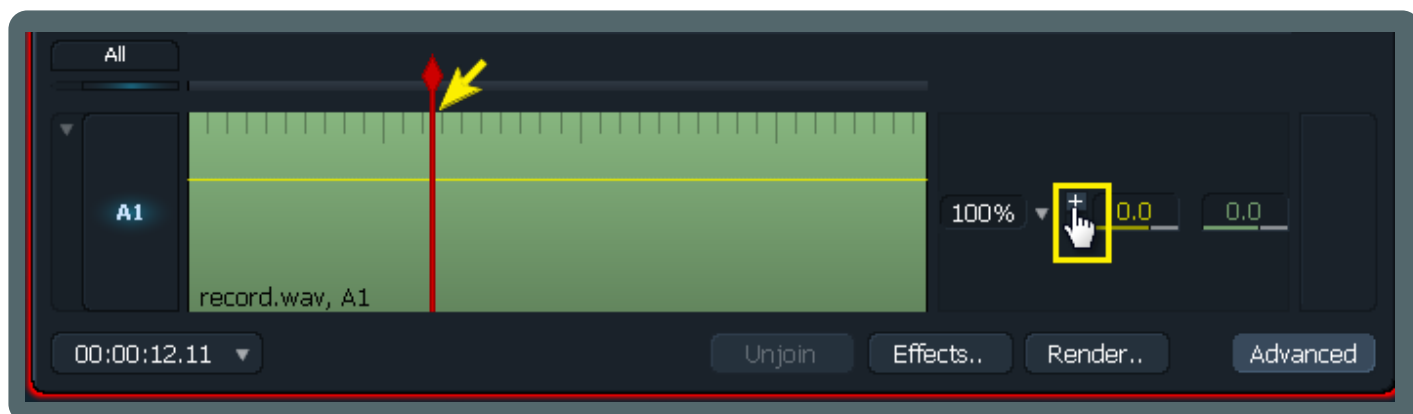 All
A1
100% + 0.0 0.0
record.wav, A1
00:00:12.11 Unjoin Effects.. Render.. Advanced